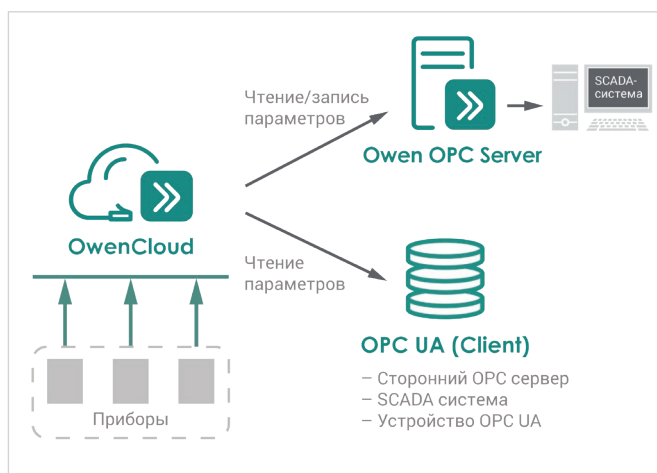 Чтение/запись
параметров
SCADA-
система
Owen OPC Server
OwenCloud
Чтение
параметров
OPC UA (Client)
– Сторонний OPC сервер
– SCADA система
– Устройство OPC UA
Приборы